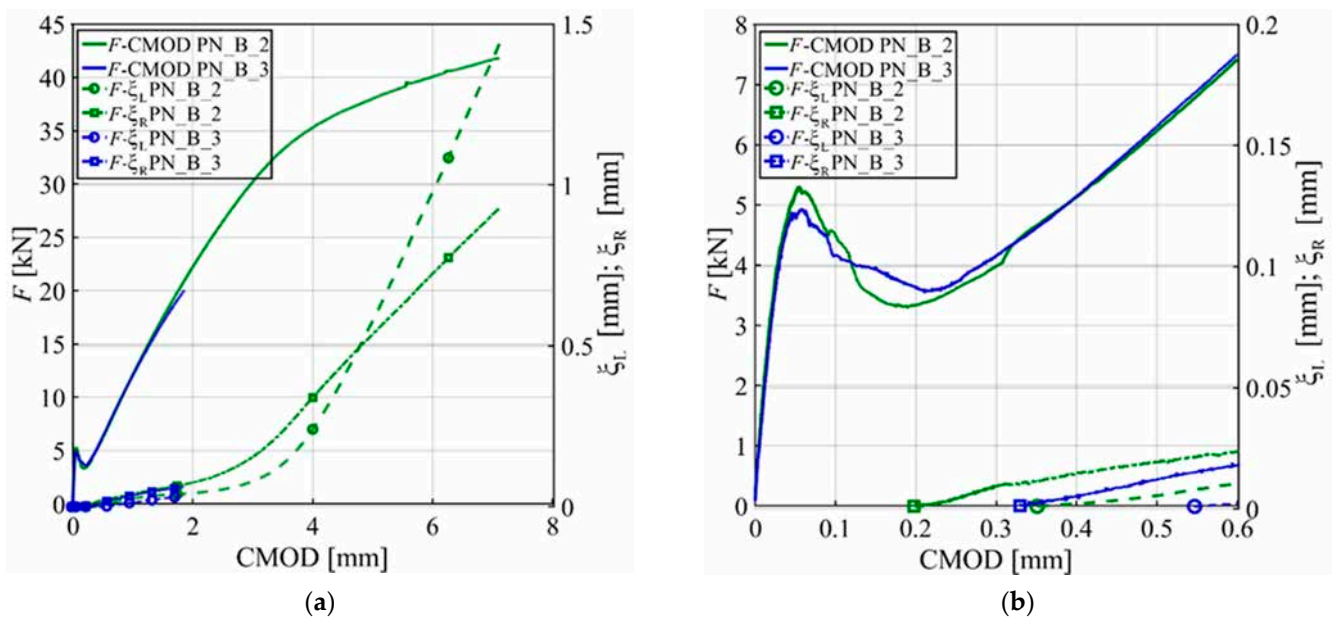 45
40
35
30
25
20
15
10
5
0
F [kN]
F-CMOD PN_B_2
F-CMOD PN_B_3
F-ξL PN_B_2
F-ξR PN_B_2
F-ξL PN_B_3
F-ξR PN_B_3
1.5
1
0.5
0
ξL [mm]; ξR [mm]
0 2 4 6 8
CMOD [mm]
(a)
8
7
6
5
4
3
2
1
0
F [kN]
F-CMOD PN_B_2
F-CMOD PN_B_3
F-ξL PN_B_2
F-ξR PN_B_2
F-ξL PN_B_3
F-ξR PN_B_3
0.2
0.15
0.1
0.05
0
ξL [mm]; ξR [mm]
0 0.1 0.2 0.3 0.4 0.5 0.6
CMOD [mm]
(b)